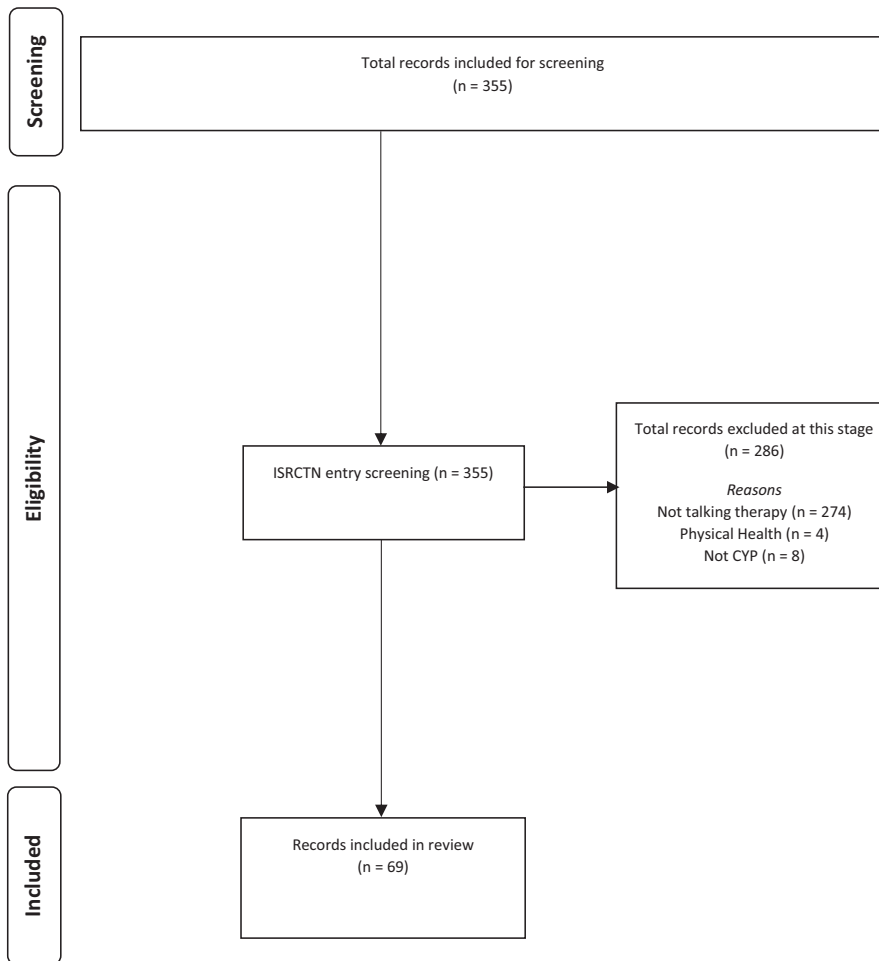 Screening
Total records included for screening
(n = 355)
Eligibility
ISRCTN entry screening (n = 355)
Total records excluded at this stage
(n = 286)
Reasons
Not talking therapy (n = 274)
Physical Health (n = 4)
Not CYP (n = 8)
Included
Records included in review
(n = 69)